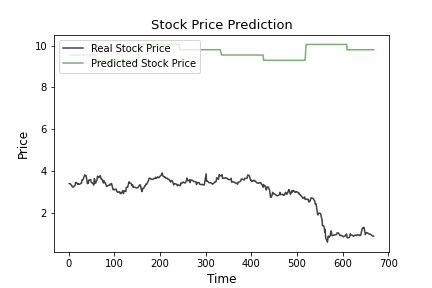 Stock Price Prediction
Real Stock Price
Predicted Stock Price
10
8
6
4
2
Price
0 100 200 300 400 500 600 700
Time